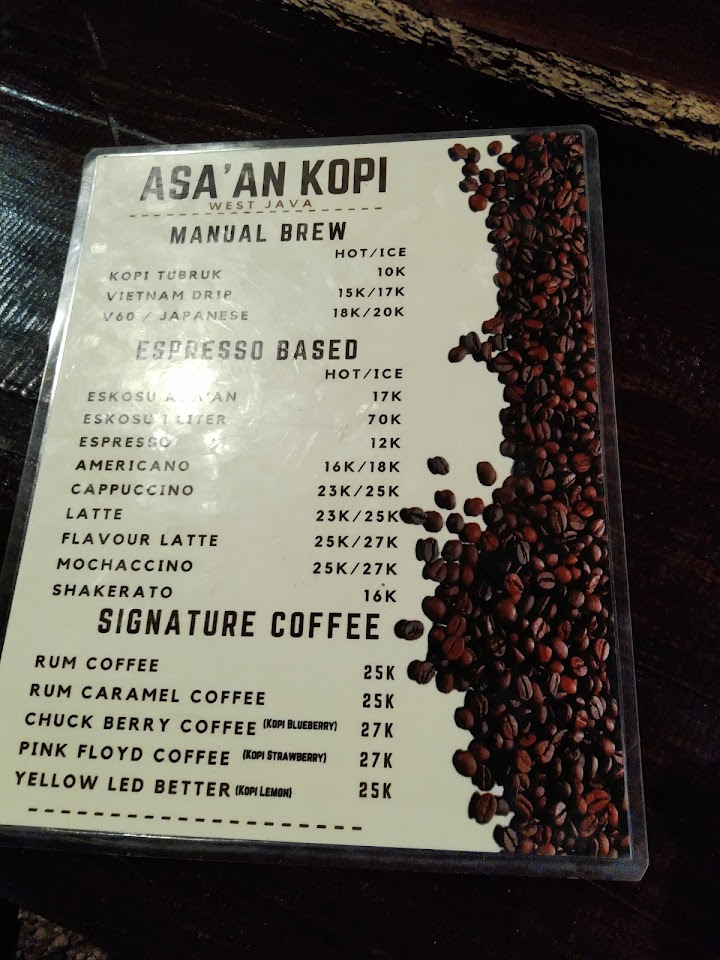 ASA'AN KOPI
WEST JAVA
MANUAL BREW
HOT/ICE
KOPI TUBRUK 10K
VIETNAM DRIP 15K/17K
V60 / JAPANESE 18K/20K
ESPRESSO BASED
HOT/ICE
ESKOSU ASA'AN 17K
ESKOSU 1 LITER 70K
ESPRESSO 12K
AMERICANO 16K/18K
CAPPUCCINO 23K/25K
LATTE 23K/25K
FLAVOUR LATTE 25K/27K
MOCHACCINO 25K/27K
SHAKERATO 16K
SIGNATURE COFFEE
RUM COFFEE 25K
RUM CARAMEL COFFEE 25K
CHUCK BERRY COFFEE (KOPI BLUEBERRY) 27K
PINK FLOYD COFFEE (KOPI STRAWBERRY) 27K
YELLOW LED BETTER (KOPI LEMON) 25K